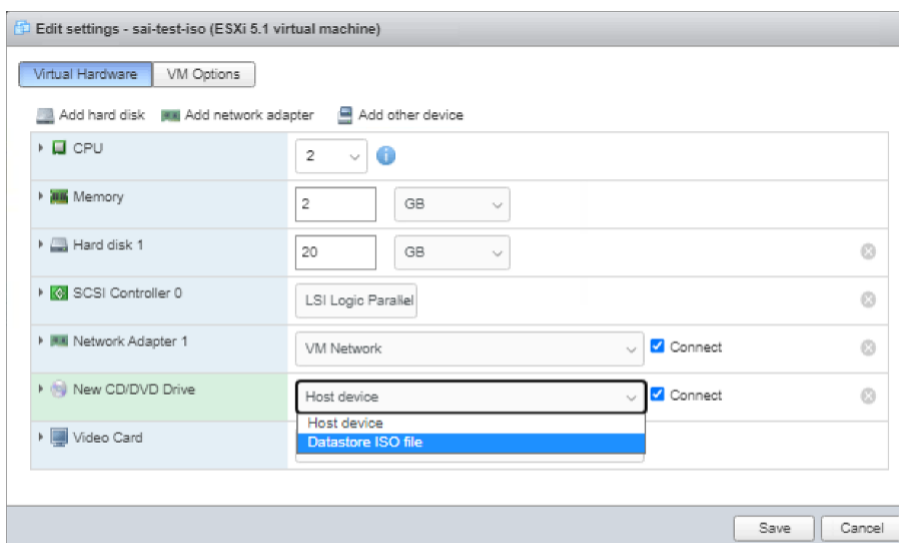 Edit settings - sai-test-iso (ESXi 5.1 virtual machine)
Virtual Hardware VM Options
Add hard disk Add network adapter Add other device
CPU 2
Memory 2 GB
Hard disk 1 20 GB
SCSI Controller 0 LSI Logic Parallel
Network Adapter 1 VM Network Connect
New CD/DVD Drive Host device Connect
Host device
Video Card Datastore ISO file
Save Cancel